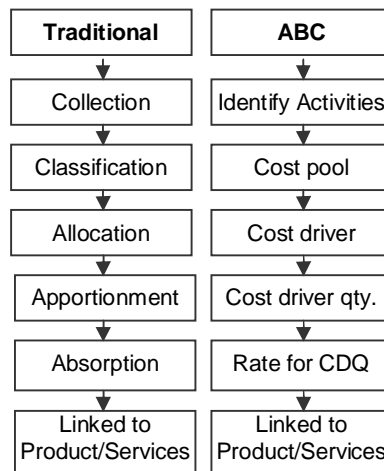 Traditional
Collection
Classification
Allocation
Apportionment
Absorption
Linked to
Product/Services
ABC
Identify Activities
Cost pool
Cost driver
Cost driver qty.
Rate for CDQ
Linked to
Product/Services